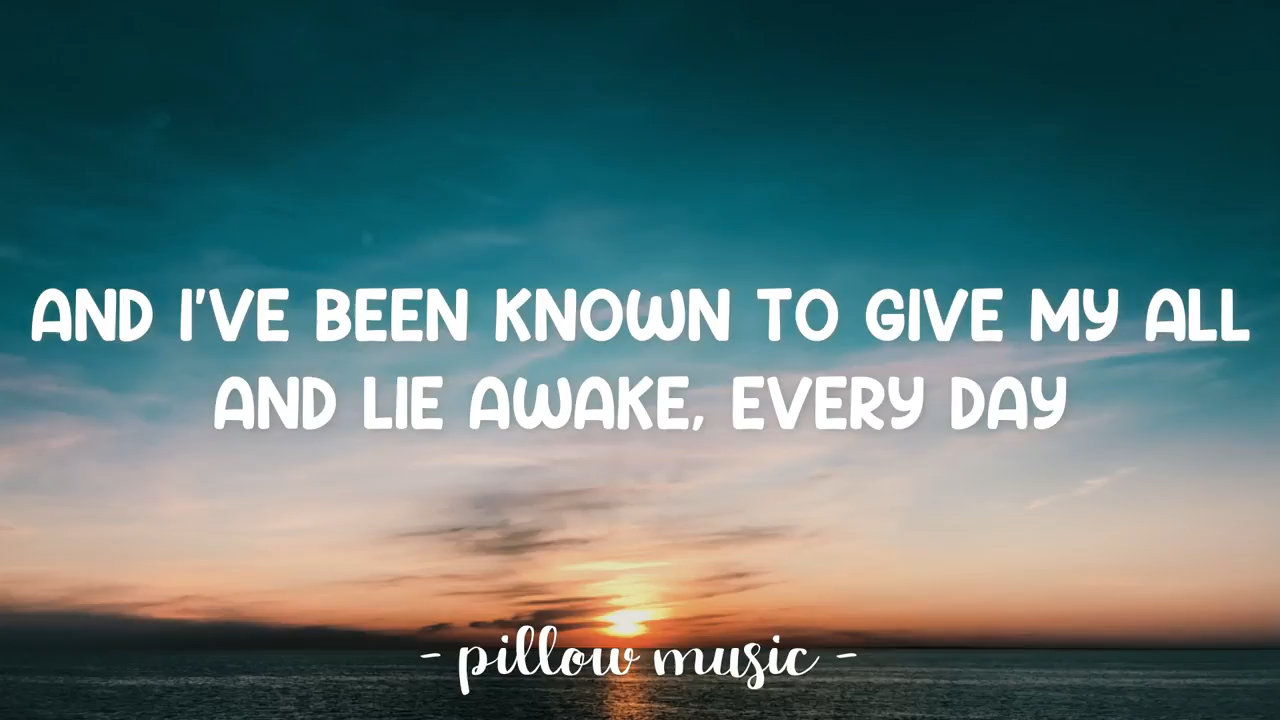 AND I'VE BEEN KNOWN TO GIVE MY ALL
AND LIE AWAKE, EVERY DAY
- pillow music -